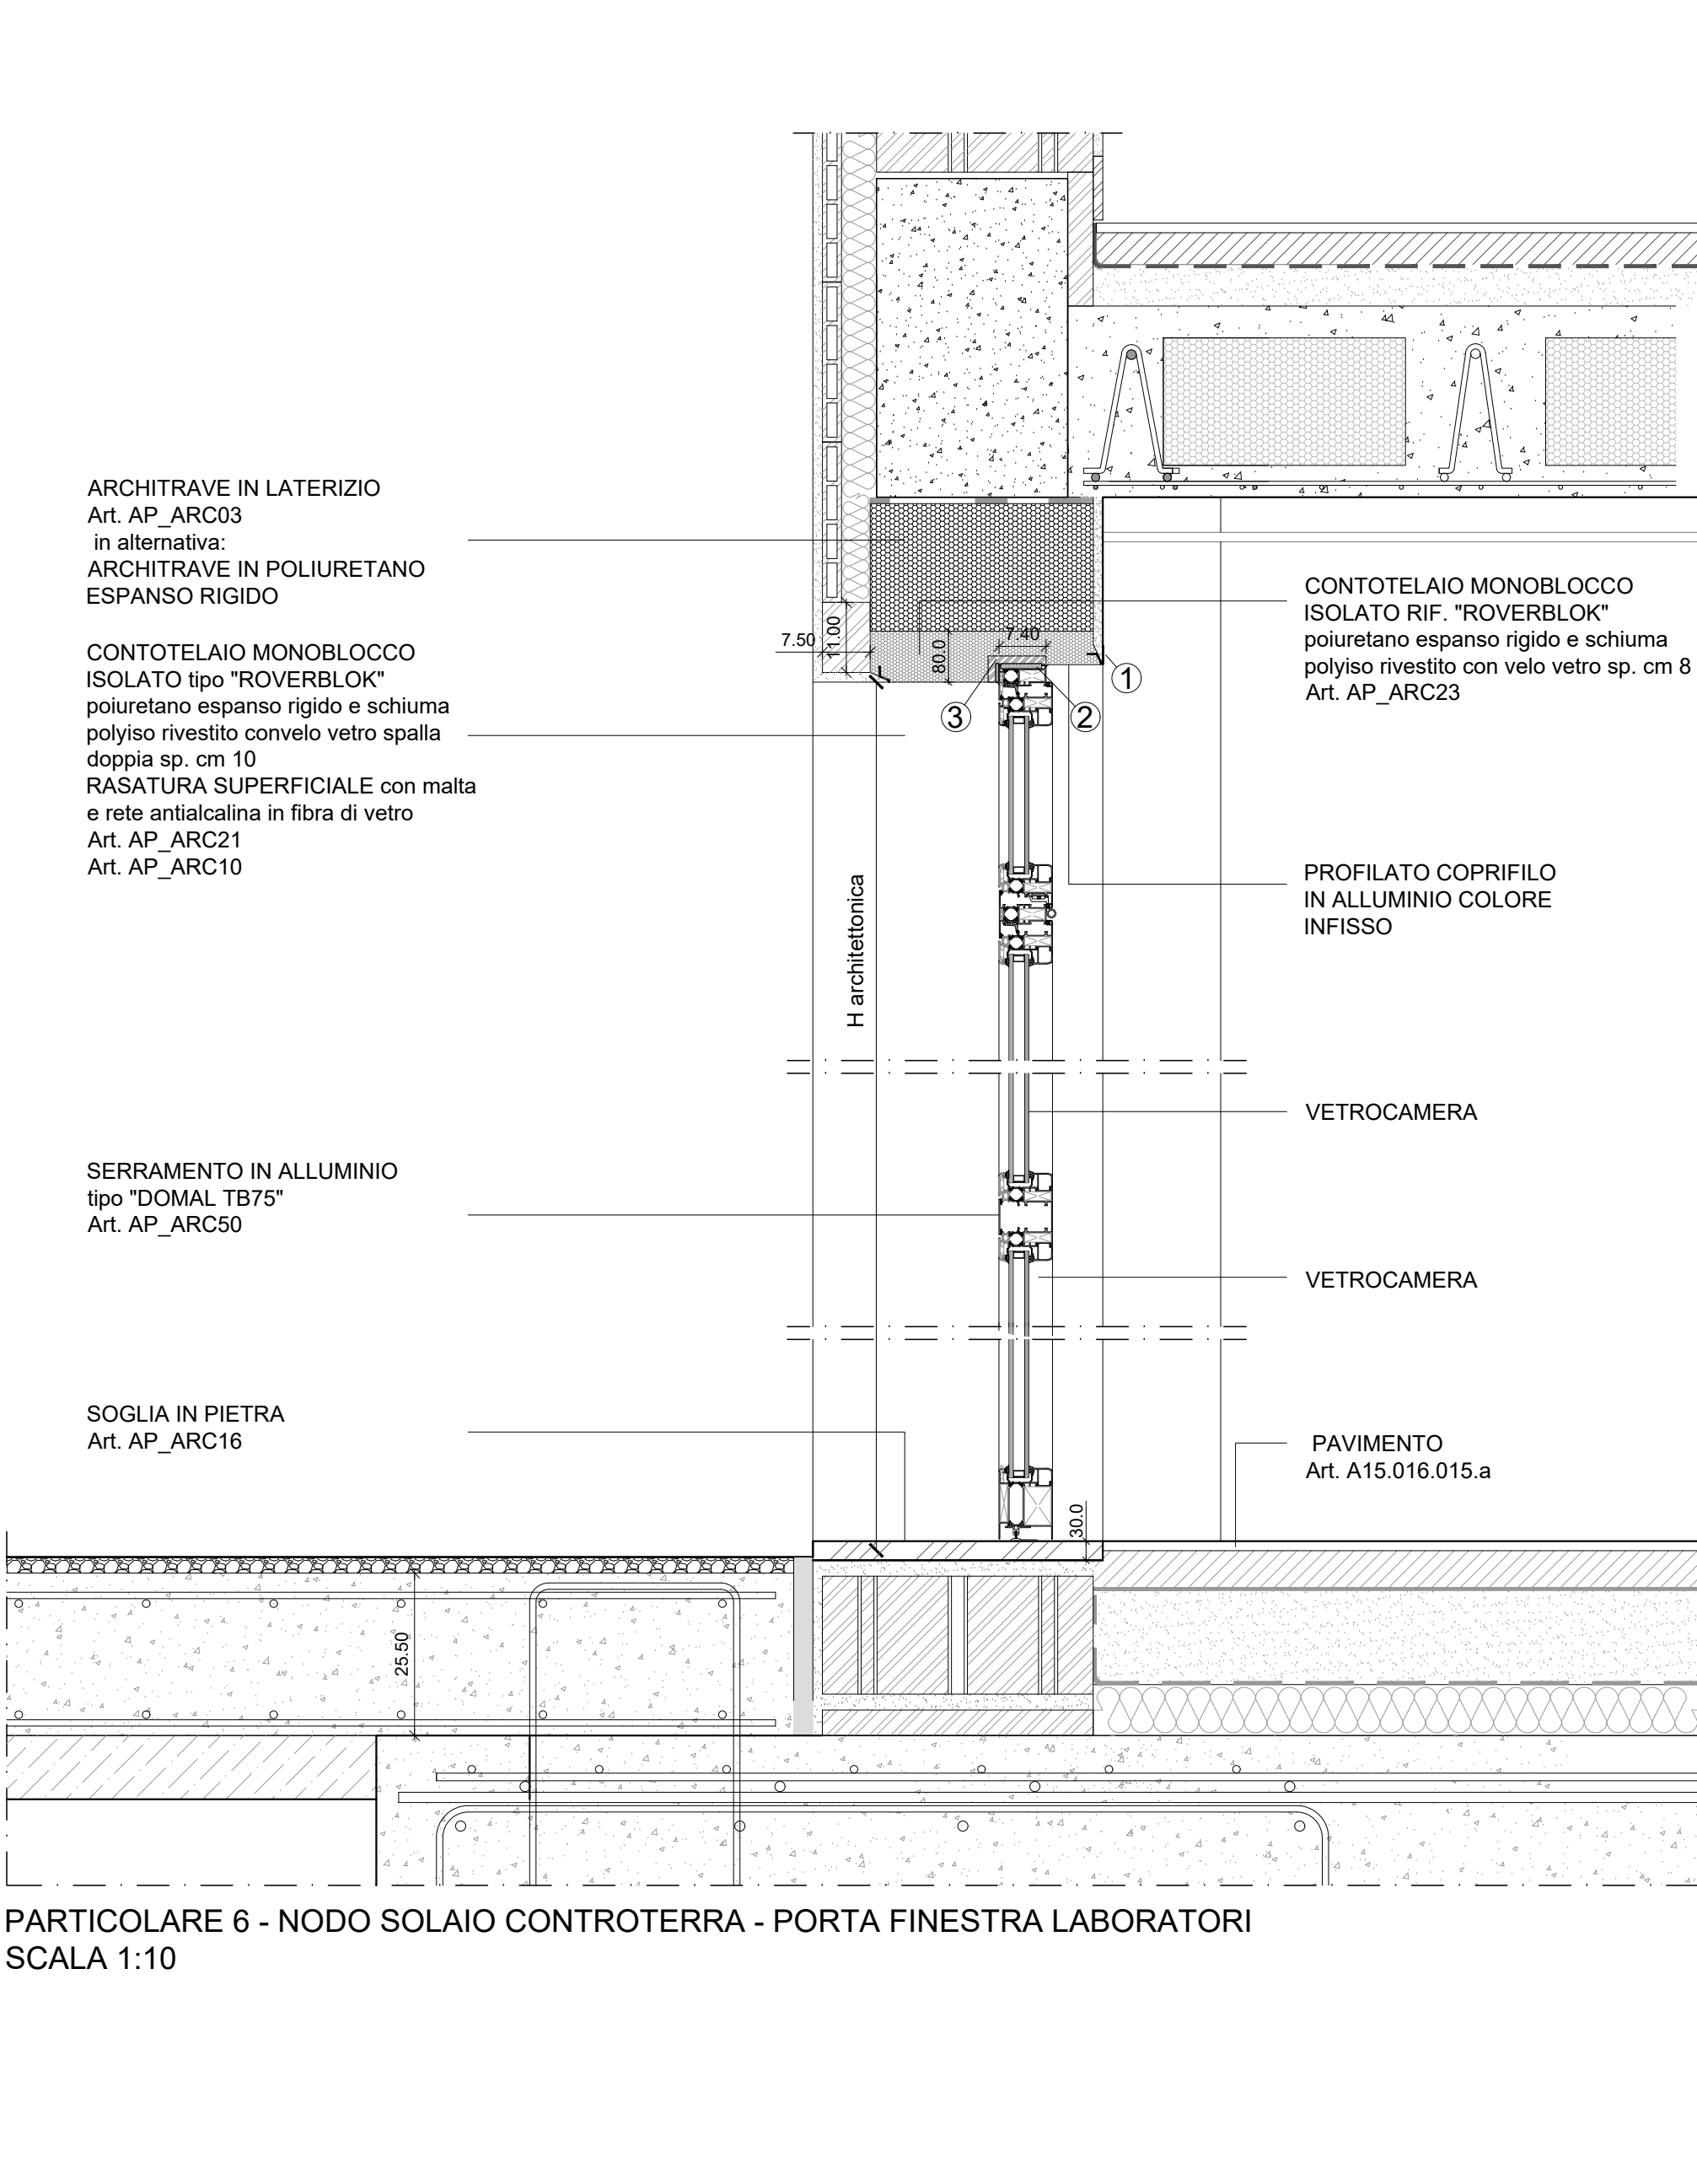 ARCHITRAVE IN LATERIZIO
Art. AP_ARC03
in alternativa:
ARCHITRAVE IN POLIURETANO
ESPANSO RIGIDO
CONTOTELAIO MONOBLOCCO
ISOLATO tipo "ROVERBLOK"
poiuretano espanso rigido e schiuma
polyiso rivestito convelo vetro spalla
doppia sp. cm 10
RASATURA SUPERFICIALE con malta
e rete antialcalina in fibra di vetro
Art. AP_ARC21
Art. AP_ARC10
SERRAMENTO IN ALLUMINIO
tipo "DOMAL TB75"
Art. AP_ARC50
SOGLIA IN PIETRA
Art. AP_ARC16
7.50
11.00
80.0
7.40
1
2
3
H architettonica
30.0
25.50
CONTOTELAIO MONOBLOCCO
ISOLATO RIF. "ROVERBLOK"
poiuretano espanso rigido e schiuma
polyiso rivestito con velo vetro sp. cm 8
Art. AP_ARC23
PROFILATO COPRIFILO
IN ALLUMINIO COLORE
INFISSO
VETROCAMERA
VETROCAMERA
PAVIMENTO
Art. A15.016.015.a
PARTICOLARE 6 - NODO SOLAIO CONTROTERRA - PORTA FINESTRA LABORATORI
SCALA 1:10